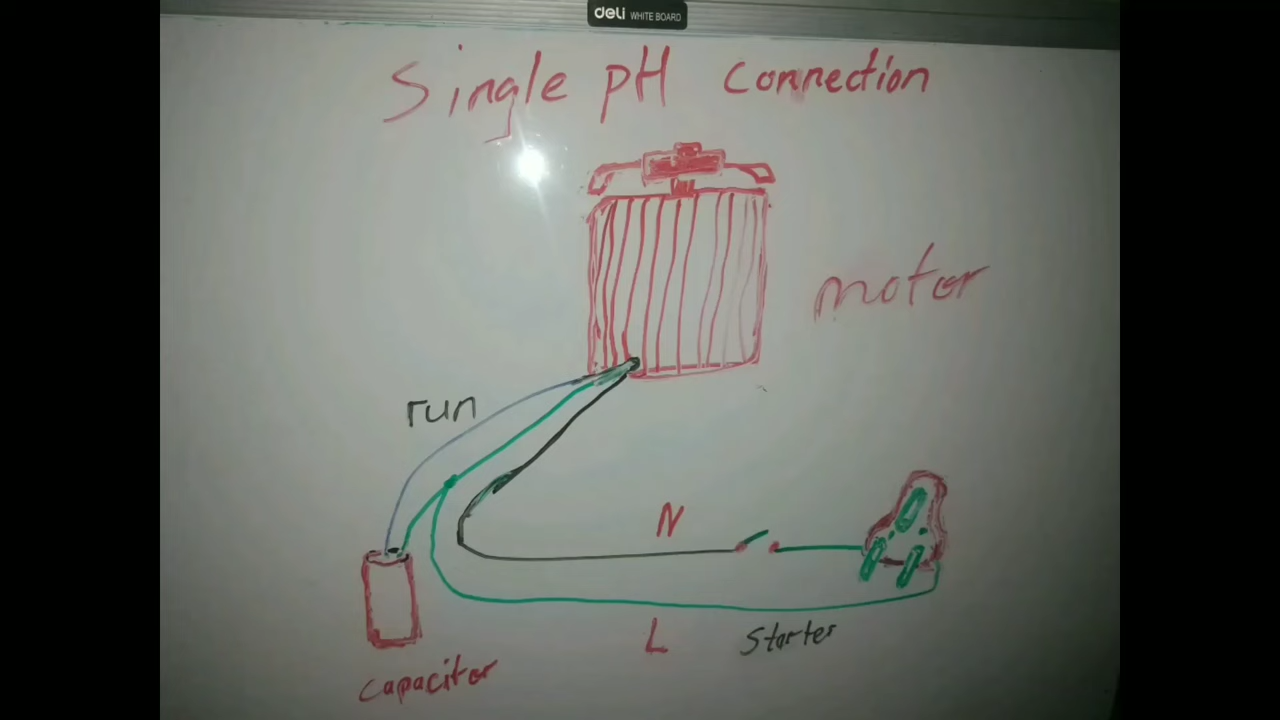 deli WHITE BOARD
Single pH connection
motor
run
N
L
Starter
capacitor